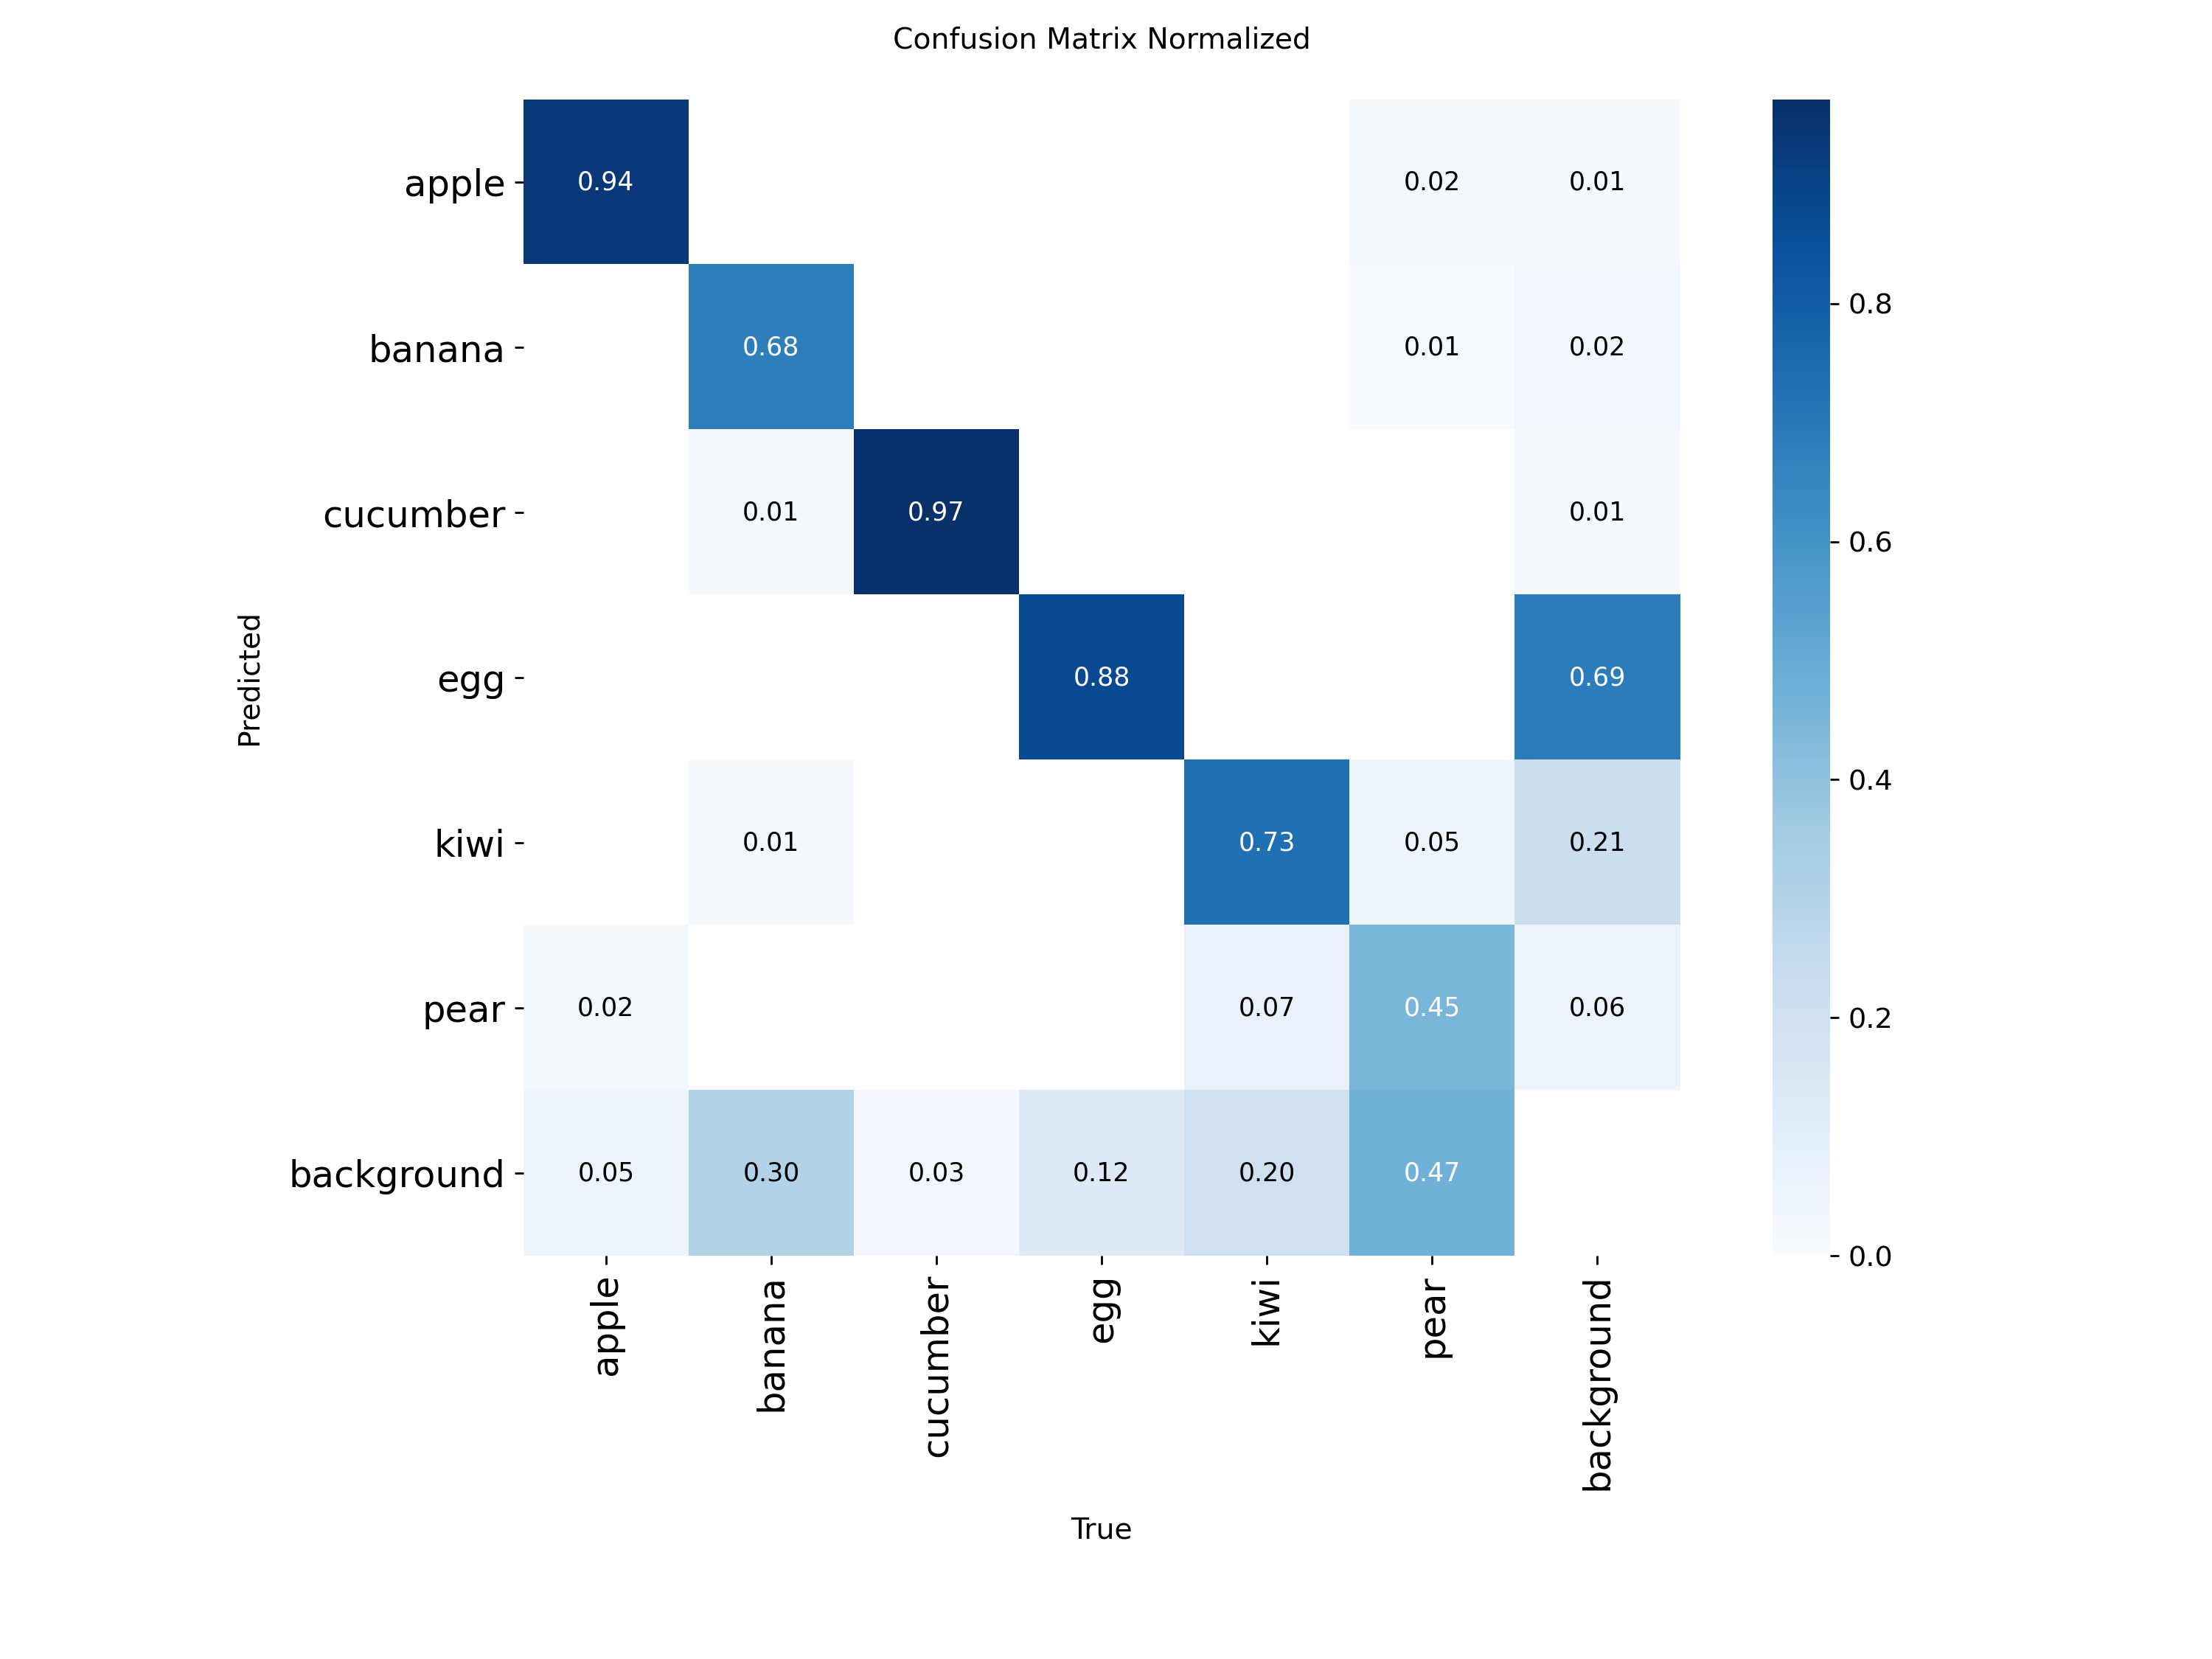 Confusion Matrix Normalized
apple 0.94 0.02 0.01
banana 0.68 0.01 0.02
cucumber 0.01 0.97 0.01
egg 0.88 0.69
kiwi 0.01 0.73 0.05 0.21
pear 0.02 0.07 0.45 0.06
background 0.05 0.30 0.03 0.12 0.20 0.47
Predicted
apple banana cucumber egg kiwi pear background
True
0.8
0.6
0.4
0.2
0.0